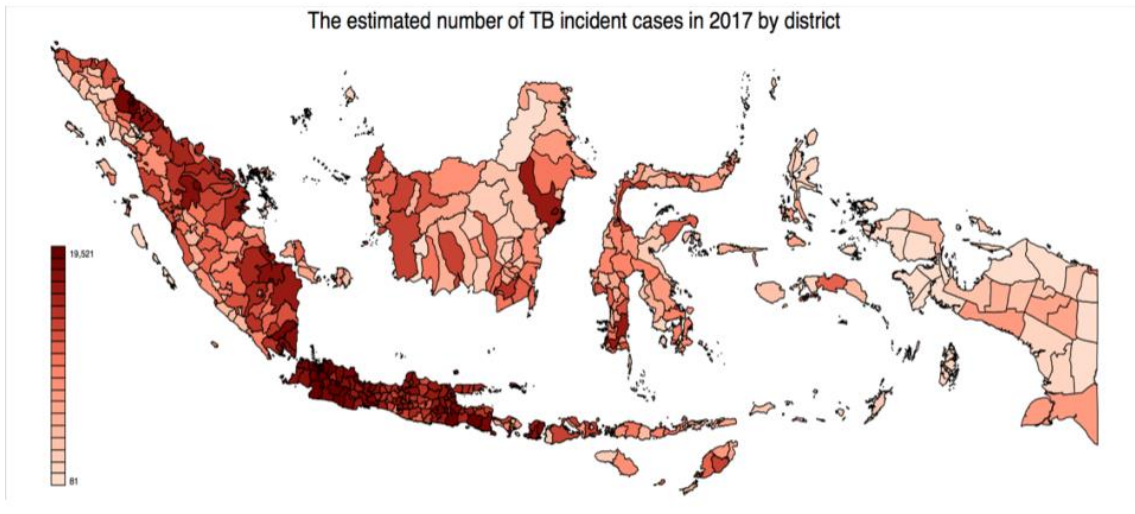 The estimated number of TB incident cases in 2017 by district
19,521
81